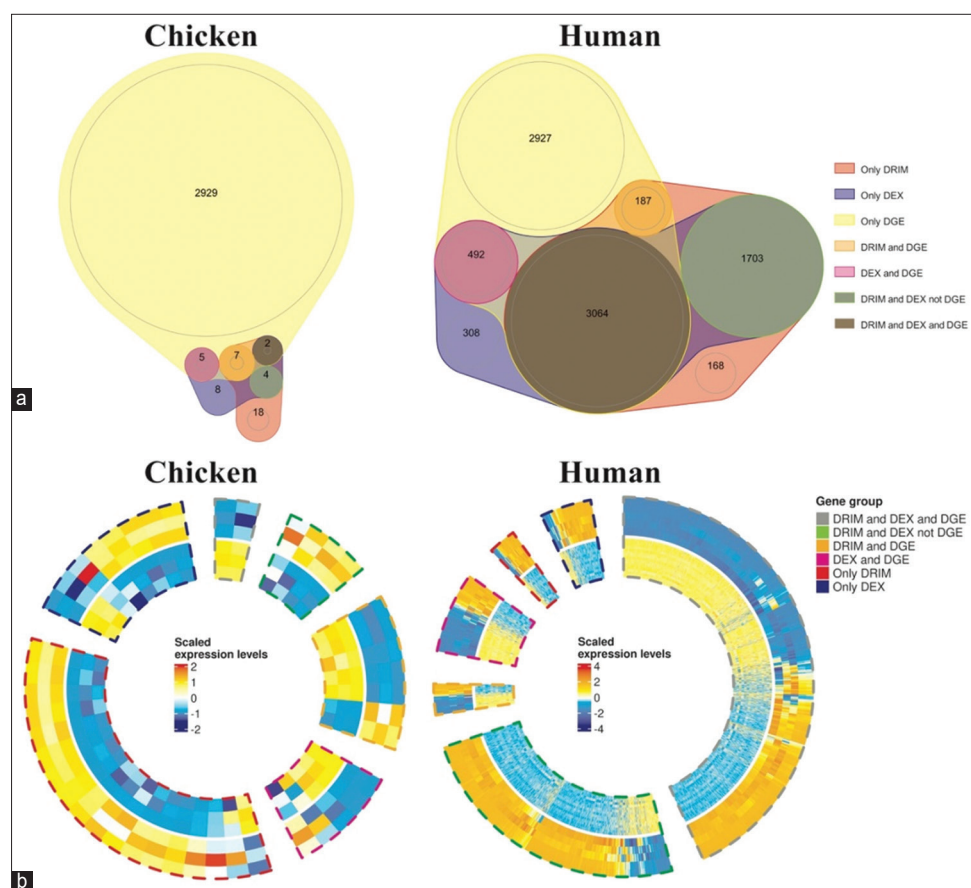 Chicken
Human
2929
2
5
7
4
8
18
2927
187
492
1703
3064
308
168
Only DRIM
Only DEX
Only DGE
DRIM and DGE
DEX and DGE
DRIM and DEX not DGE
DRIM and DEX and DGE
a
Chicken
Human
Scaled
expression levels
2
1
0
-1
-2
Scaled
expression levels
4
2
0
-2
-4
Gene group
DRIM and DEX and DGE
DRIM and DEX not DGE
DRIM and DGE
DEX and DGE
Only DRIM
Only DEX
b